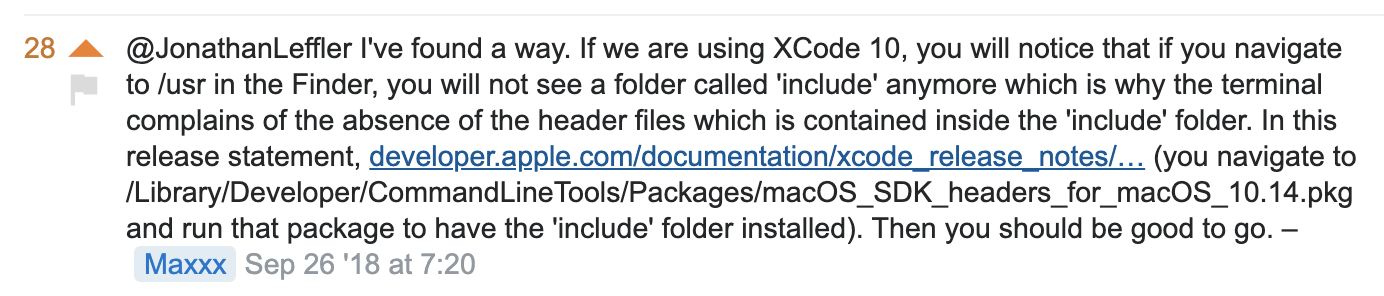 28 @JonathanLeffler I've found a way. If we are using XCode 10, you will notice that if you navigate
to /usr in the Finder, you will not see a folder called 'include' anymore which is why the terminal
complains of the absence of the header files which is contained inside the 'include' folder. In this
release statement, developer.apple.com/documentation/xcode_release_notes/… (you navigate to
/Library/Developer/CommandLineTools/Packages/macOS_SDK_headers_for_macOS_10.14.pkg
and run that package to have the 'include' folder installed). Then you should be good to go. –
Maxxx Sep 26 '18 at 7:20